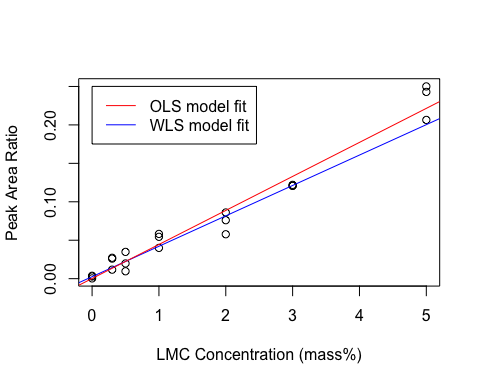 OLS model fit
WLS model fit
Peak Area Ratio
0.20
0.10
0.00
0 1 2 3 4 5
LMC Concentration (mass%)